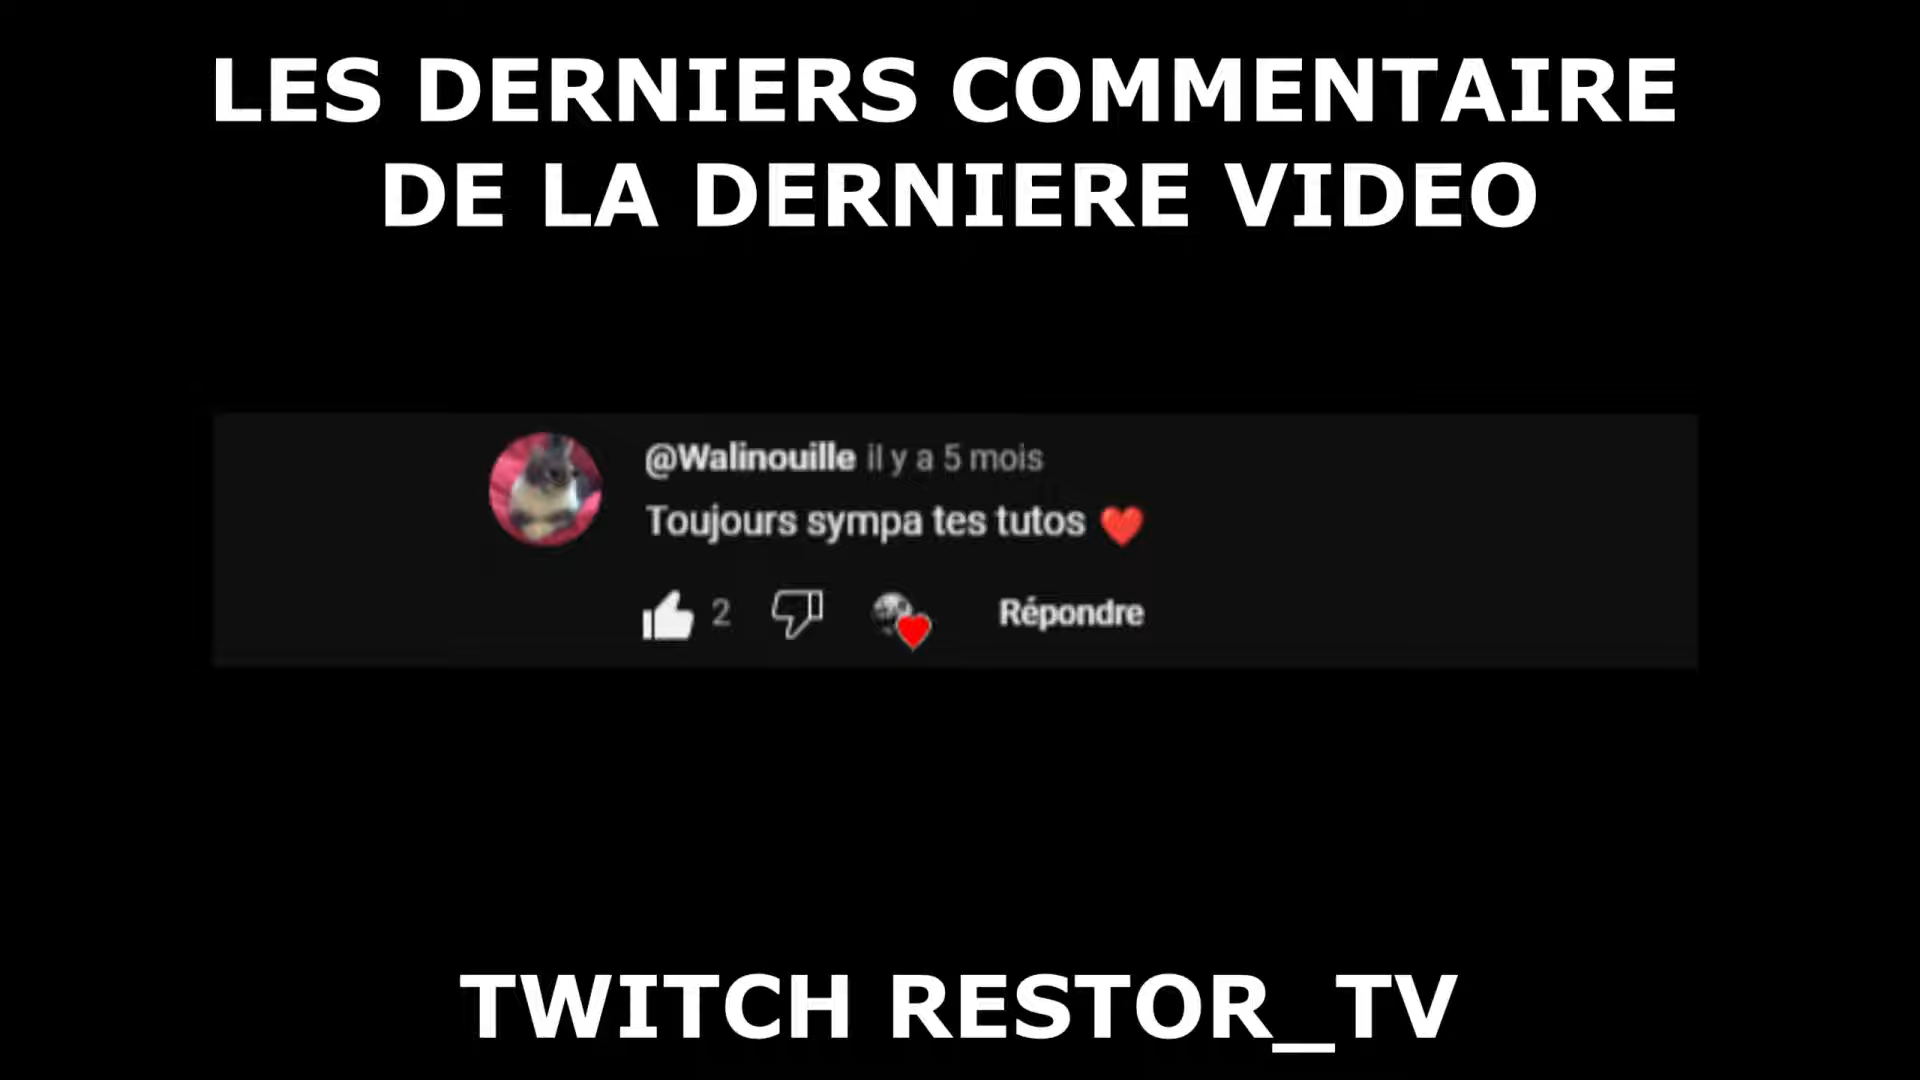 LES DERNIERS COMMENTAIRE
DE LA DERNIERE VIDEO
@Walinouille il y a 5 mois
Toujours sympa tes tutos ❤️
2 Répondre
TWITCH RESTOR_TV